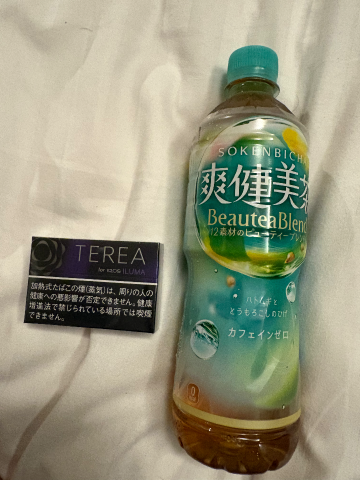 TEREA
for IQOS ILUMA
加熱式たばこの煙(蒸気)は、周りの人の
健康への悪影響が否定できません。健康
増進法で禁じられている場所では喫煙
できません。
SOKENBICHA
爽健美茶
BeauteaBlend
12素材のビューティーブレンド
ハトムギと
とうもろこしのひげ
カフェインゼロ